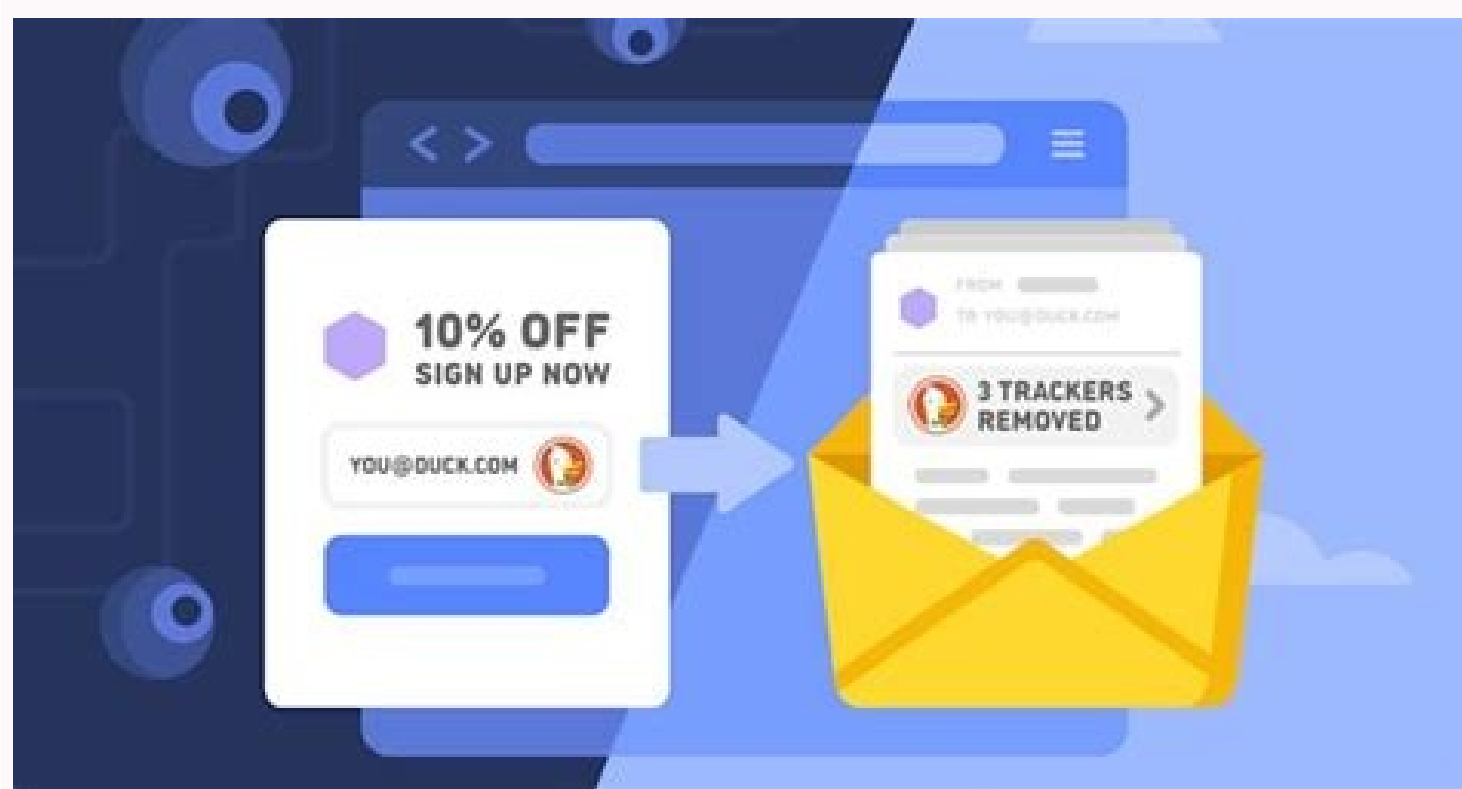 10% OFF
SIGN UP NOW
YOU@DUCK.COM
FROM
TO YOU@DUCK.COM
3 TRACKERS
REMOVED